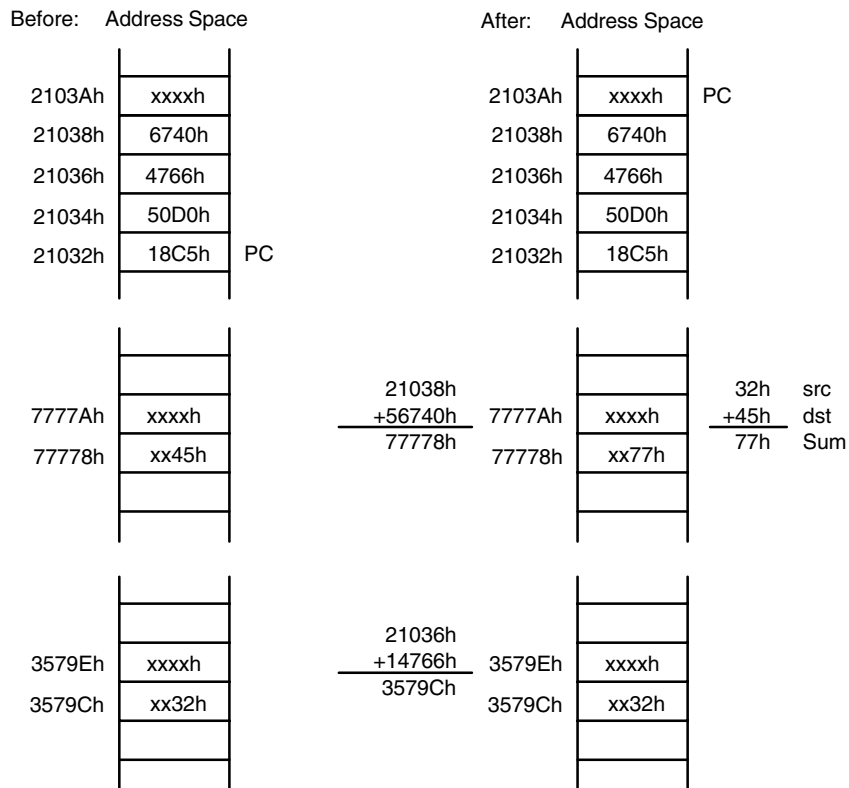 Before: Address Space
After: Address Space
2103Ah xxxxh
2103Ah xxxxh PC
21038h 6740h
21038h 6740h
21036h 4766h
21036h 4766h
21034h 50D0h
21034h 50D0h
21032h 18C5h PC
21032h 18C5h
21038h
32h src
7777Ah xxxxh
+56740h
7777Ah xxxxh
+45h dst
77778h xx45h
77778h
77778h xx77h
77h Sum
21036h
3579Eh xxxxh
+14766h
3579Eh xxxxh
3579Ch xx32h
3579Ch
3579Ch xx32h